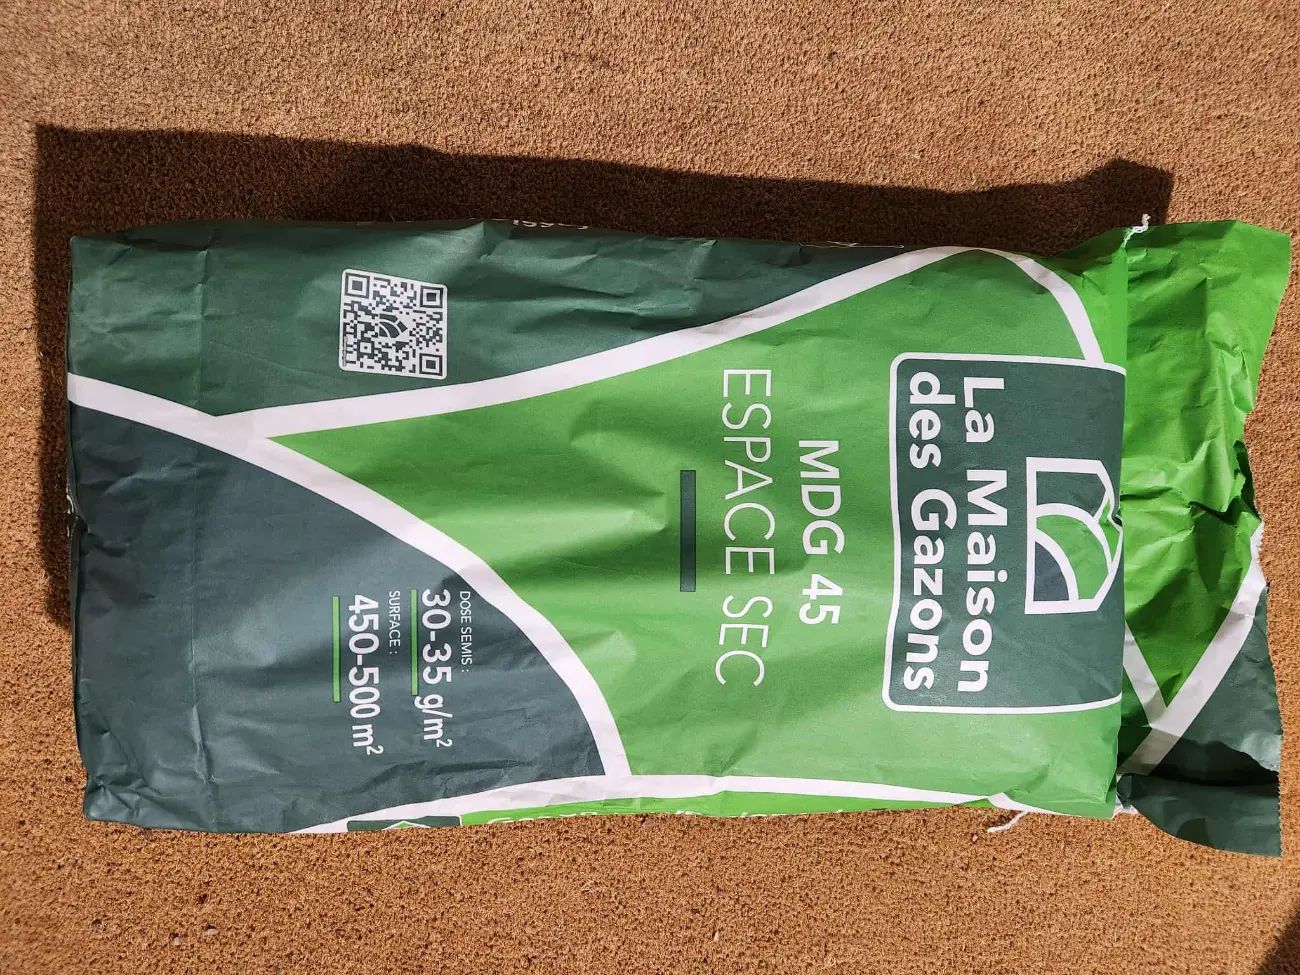 La Maison
des Gazons
MDG 45
ESPACE SEC
DOSE SEMIS :
30-35 g/m²
SURFACE :
450-500 m²